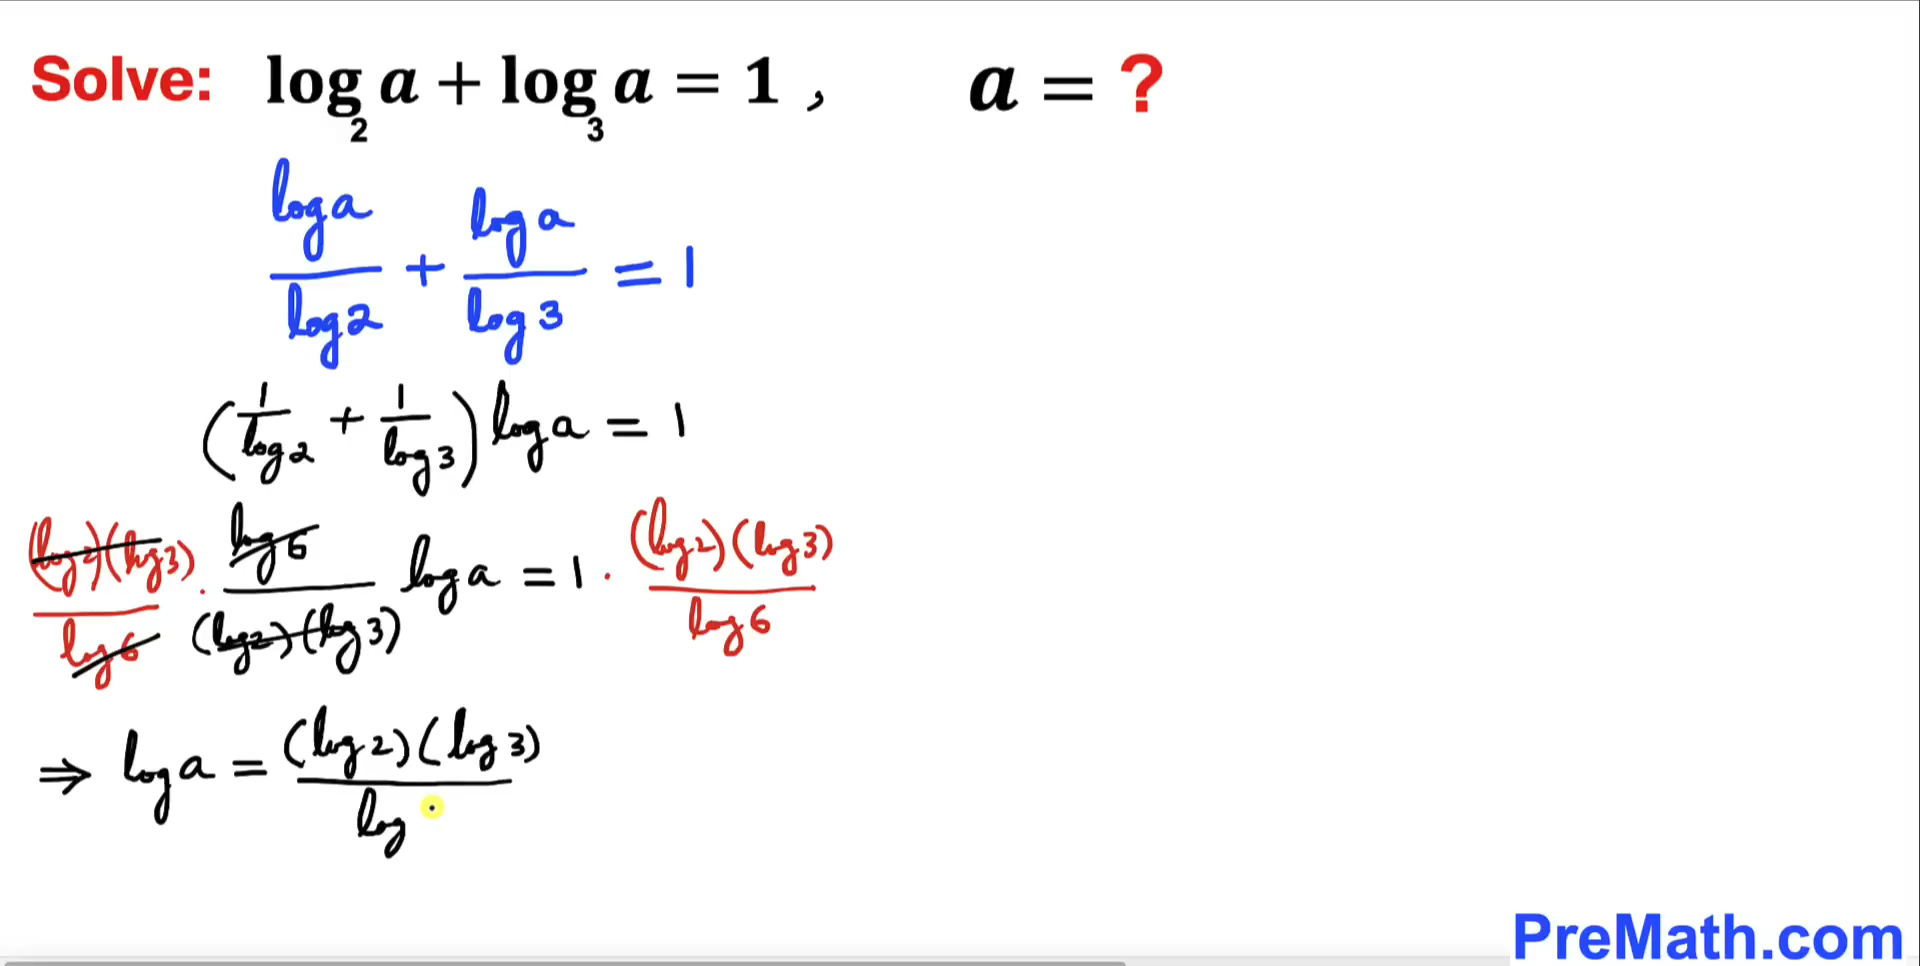 Solve: log₂ a + log₃ a = 1 , a = ?
log a / log 2 + log a / log 3 = 1
(1 / log 2 + 1 / log 3) log a = 1
(log 2)(log 3) / log 6 · log 6 / (log 2)(log 3) log a = 1 · (log 2)(log 3) / log 6
⇒ log a = (log 2)(log 3) / log
PreMath.com